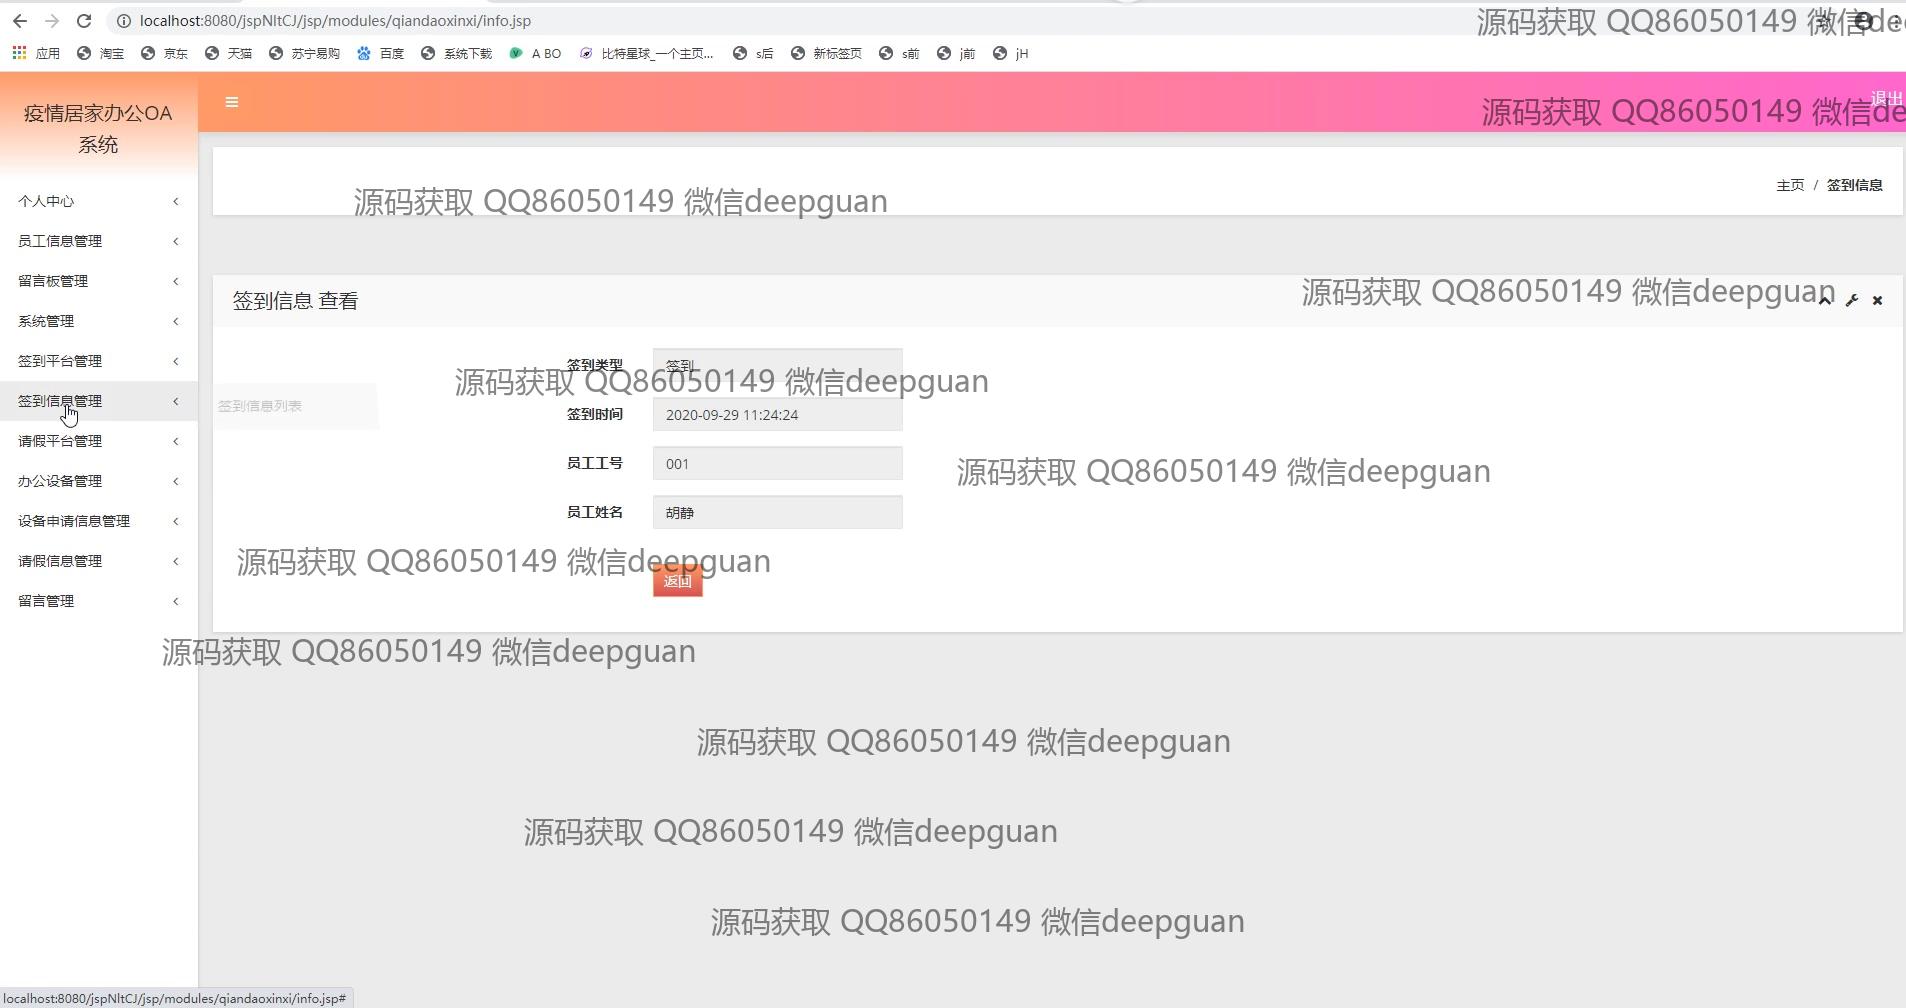 localhost:8080/jspNltCJ/jsp/modules/qiandaoxinxi/info.jsp
源码获取 QQ86050149 微信de
应用 淘宝 京东 天猫 苏宁易购 百度 系统下载 A BO 比特星球_一个主页... s后 新标签页 s前 j前 jH
疫情居家办公OA
系统
退出
源码获取 QQ86050149 微信de
主页 / 签到信息
源码获取 QQ86050149 微信deepguan
个人中心
员工信息管理
留言板管理
系统管理
签到平台管理
签到信息管理
请假平台管理
办公设备管理
设备申请信息管理
请假信息管理
留言管理
签到信息列表
签到信息 查看
源码获取 QQ86050149 微信deepguan
签到类型 签到
源码获取 QQ86050149 微信deepguan
签到时间 2020-09-29 11:24:24
员工工号 001
源码获取 QQ86050149 微信deepguan
员工姓名 胡静
源码获取 QQ86050149 微信deepguan
返回
源码获取 QQ86050149 微信deepguan
源码获取 QQ86050149 微信deepguan
源码获取 QQ86050149 微信deepguan
源码获取 QQ86050149 微信deepguan
localhost:8080/jspNltCJ/jsp/modules/qiandaoxinxi/info.jsp#